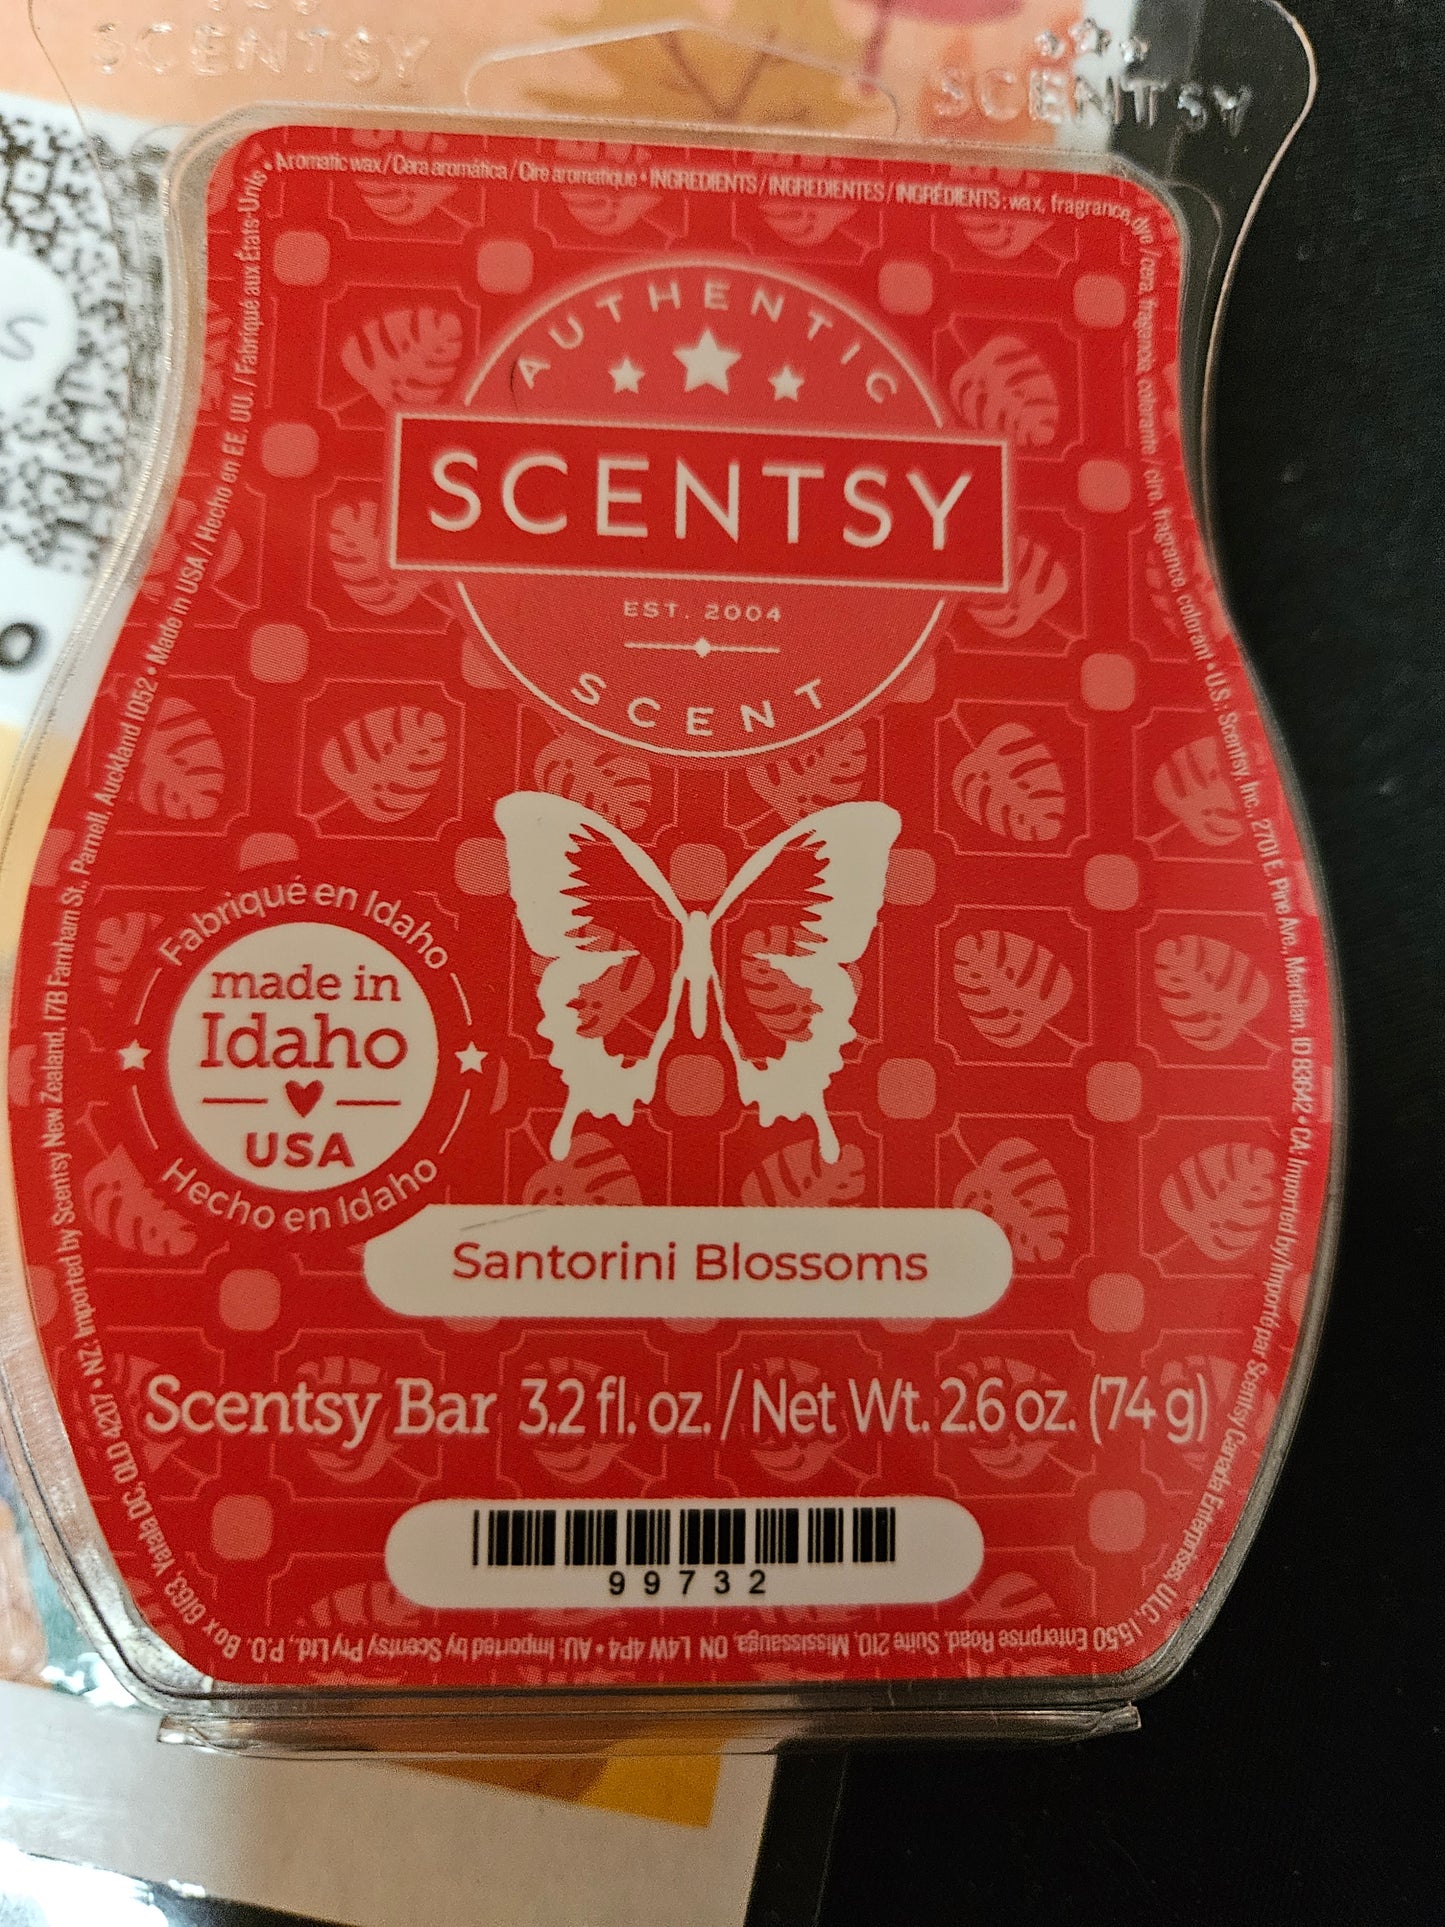 SCENTSY
SCENTSY
Aromatic wax / Cera aromática / Cire aromatique • INGREDIENTS / INGREDIENTES / INGRÉDIENTS: wax, fragrance, dye / cera, fragancia, colorante / cire, fragrance, colorant • U.S.: Scentsy, Inc., 2701 E. Pine Ave., Meridian, ID 83642 • CA: Imported by / Importé par Scentsy Canada Enterprises, ULC, 1550 Enterprise Road, Suite 210, Mississauga, ON L4W 4P4 • AU: Imported by Scentsy Pty Ltd., P.O. Box 6163, Yatala DC, QLD 4207 • NZ: Imported by Scentsy New Zealand, 17B Farnham St., Parnell, Auckland 1052 • Made in USA / Hecho en EE. UU. / Fabriqué aux États-Unis •
AUTHENTIC
SCENTSY
EST. 2004
SCENT
Fabriqué en Idaho
made in
Idaho
USA
Hecho en Idaho
Santorini Blossoms
Scentsy Bar 3.2 fl. oz. / Net Wt. 2.6 oz. (74 g)
99732